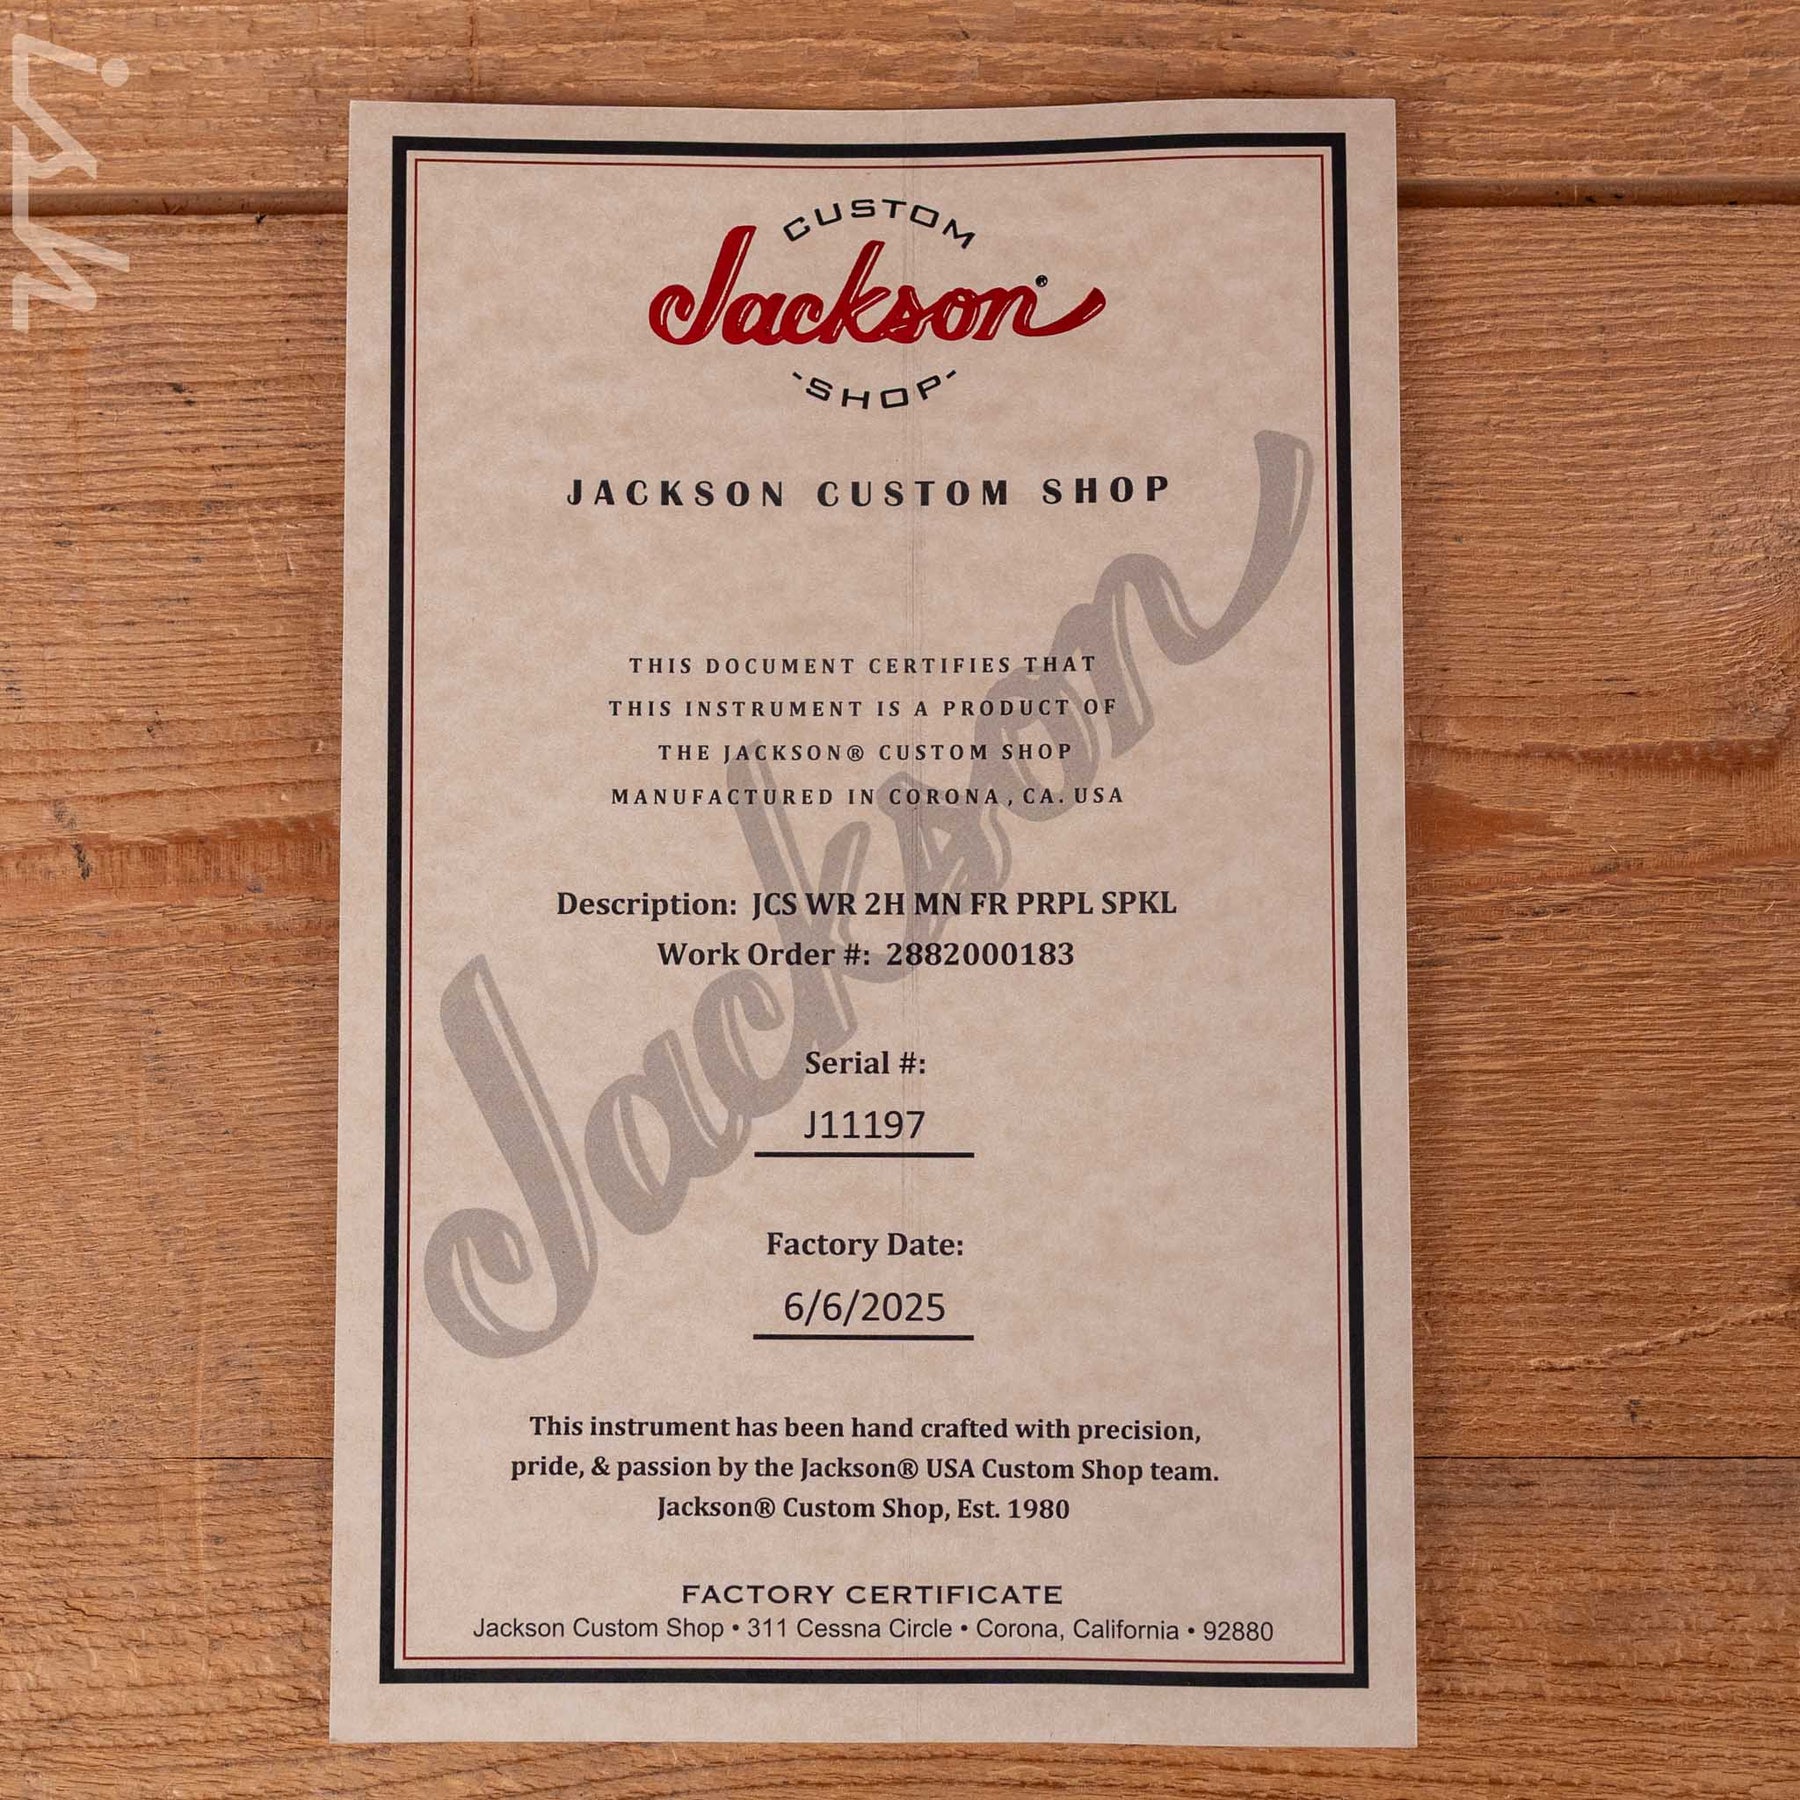 ish
CUSTOM
Jackson®
-SHOP-
JACKSON CUSTOM SHOP
Jackson
THIS DOCUMENT CERTIFIES THAT
THIS INSTRUMENT IS A PRODUCT OF
THE JACKSON® CUSTOM SHOP
MANUFACTURED IN CORONA, CA. USA
Description: JCS WR 2H MN FR PRPL SPKL
Work Order #: 2882000183
Serial #:
J11197
Factory Date:
6/6/2025
This instrument has been hand crafted with precision,
pride, & passion by the Jackson® USA Custom Shop team.
Jackson® Custom Shop, Est. 1980
FACTORY CERTIFICATE
Jackson Custom Shop • 311 Cessna Circle • Corona, California • 92880